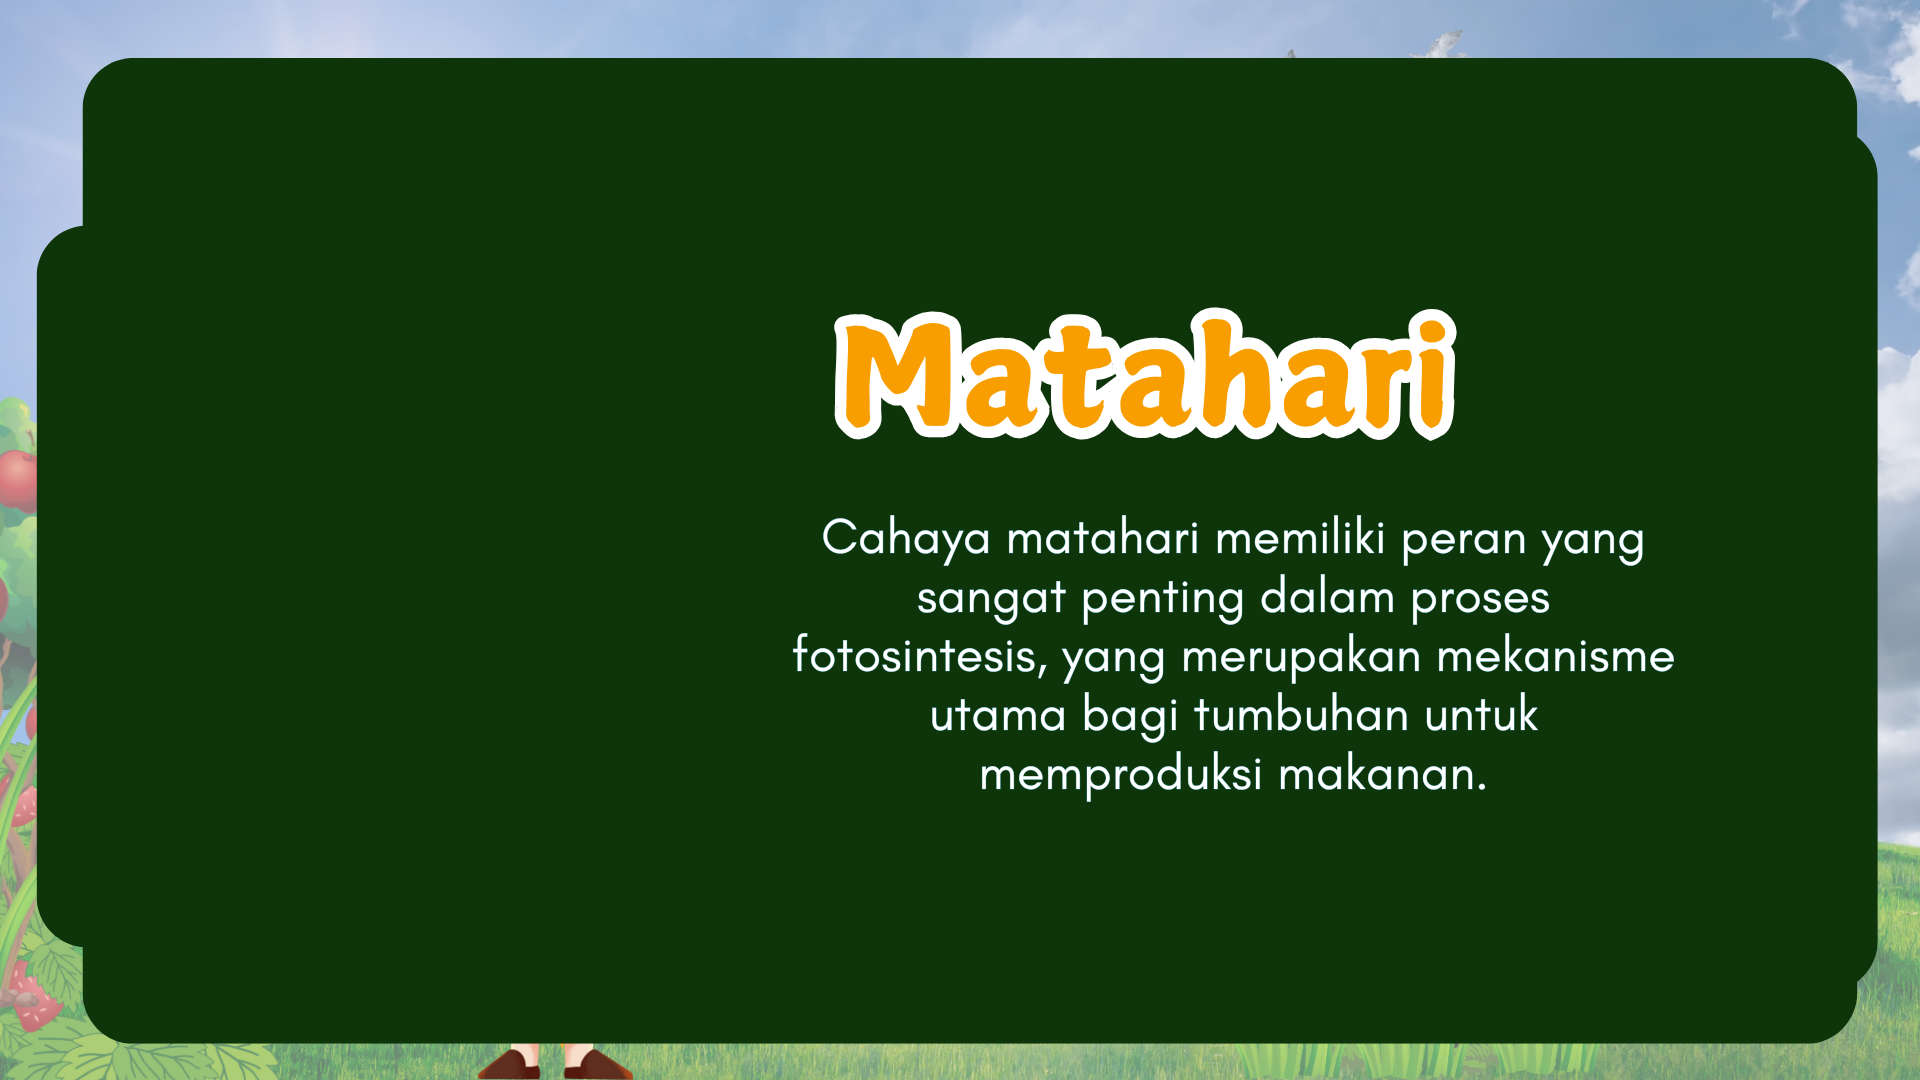 Matahari
Cahaya matahari memiliki peran yang
sangat penting dalam proses
fotosintesis, yang merupakan mekanisme
utama bagi tumbuhan untuk
memproduksi makanan.